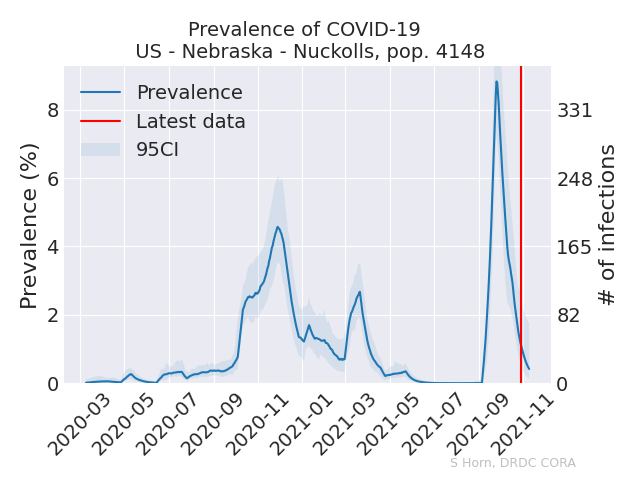 Prevalence of COVID-19
US - Nebraska - Nuckolls, pop. 4148
Prevalence
Latest data
95CI
Prevalence (%)
8
6
4
2
0
# of infections
331
248
165
82
0
2020-03
2020-05
2020-07
2020-09
2020-11
2021-01
2021-03
2021-05
2021-07
2021-09
2021-11
S Horn, DRDC CORA